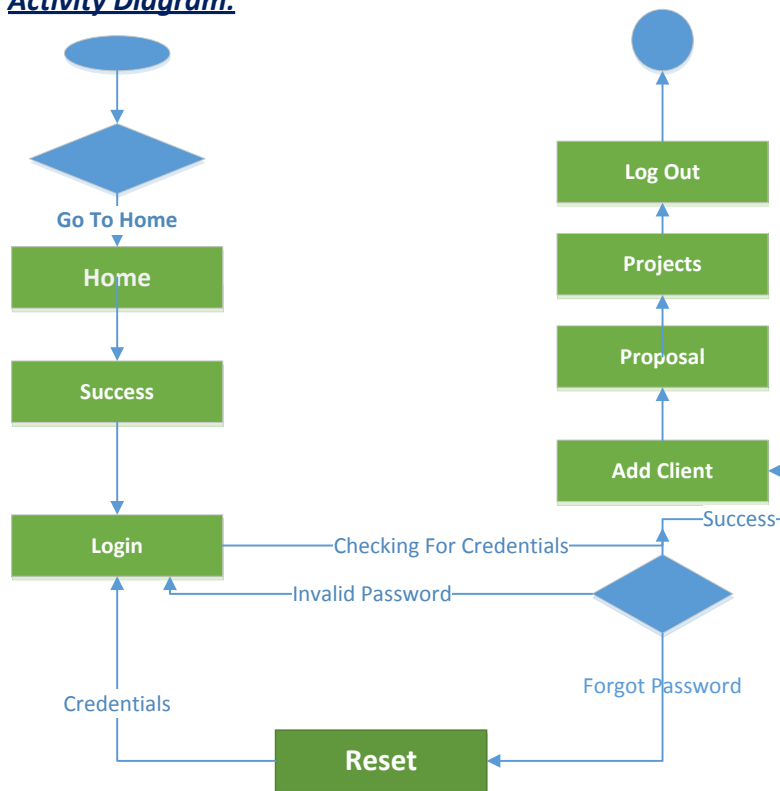 Activity Diagram:
Go To Home
Home
Success
Login
Log Out
Projects
Proposal
Add Client
Success
Checking For Credentials
Invalid Password
Forgot Password
Credentials
Reset